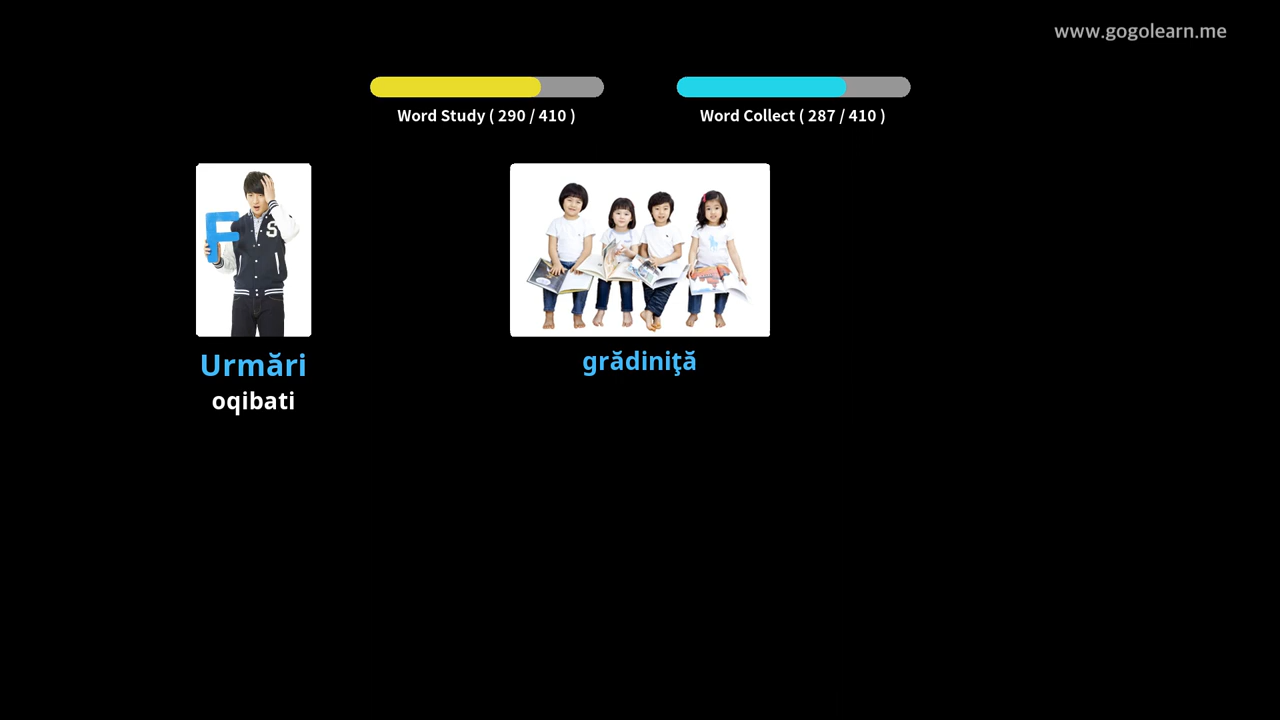 www.gogolearn.me
Word Study ( 290 / 410 )
Word Collect ( 287 / 410 )
F
S
Urmări
oqibati
grădiniţă